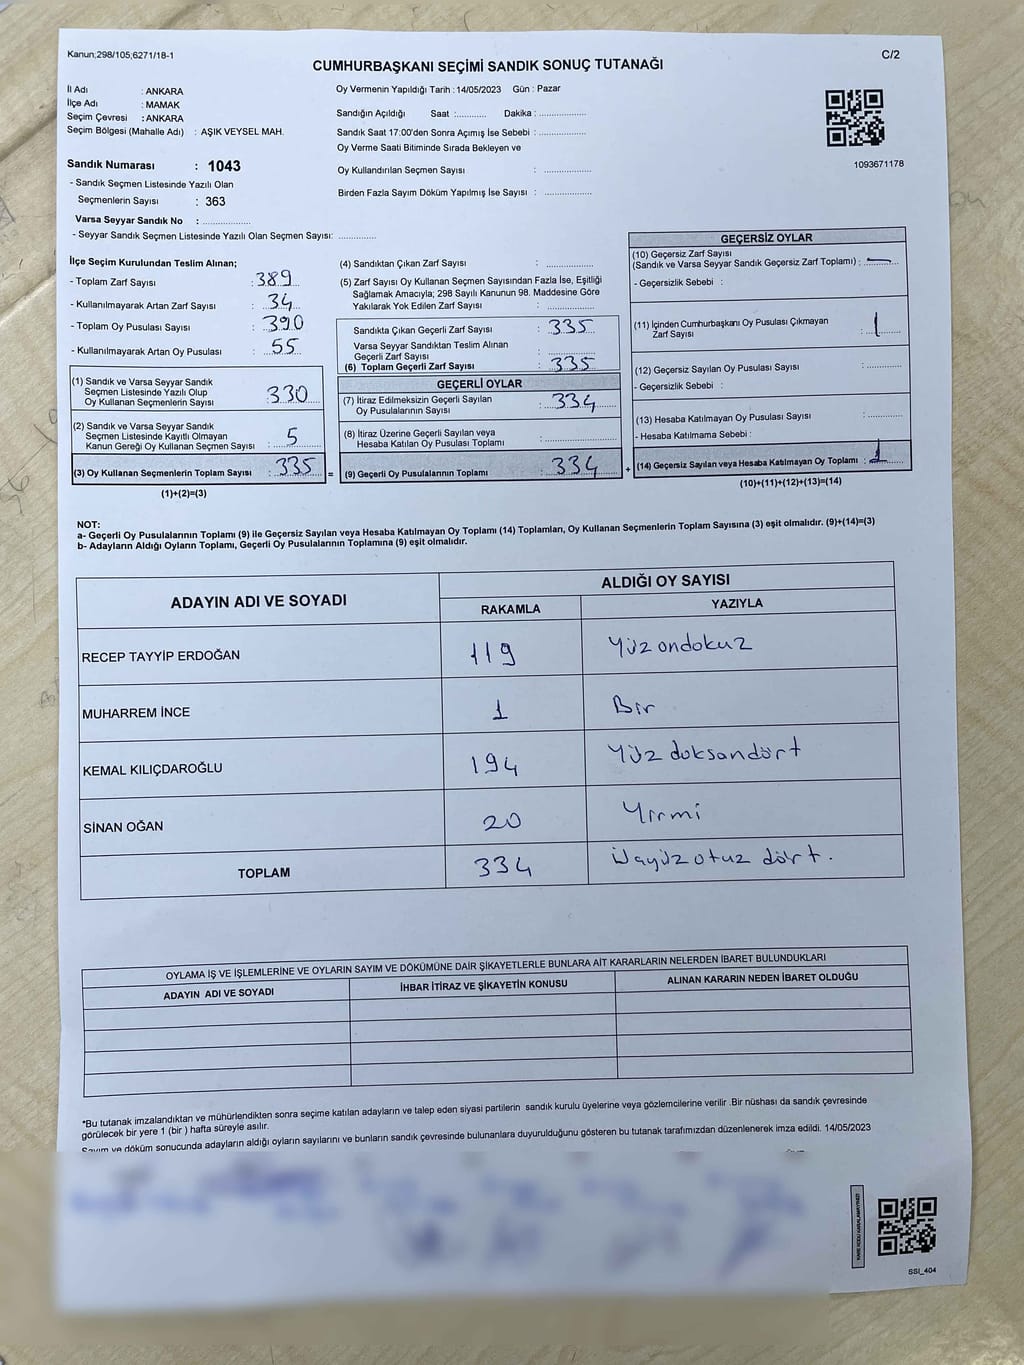 Kanun;298/105;6271/18-1
C/2
CUMHURBAŞKANI SEÇİMİ SANDIK SONUÇ TUTANAĞI
İl Adı : ANKARA
İlçe Adı : MAMAK
Seçim Çevresi : ANKARA
Seçim Bölgesi (Mahalle Adı) : AŞIK VEYSEL MAH.
Sandık Numarası : 1043
- Sandık Seçmen Listesinde Yazılı Olan
Seçmenlerin Sayısı : 363
Varsa Seyyar Sandık No : ..............
- Seyyar Sandık Seçmen Listesinde Yazılı Olan Seçmen Sayısı: ..............
Oy Vermenin Yapıldığı Tarih : 14/05/2023 Gün : Pazar
Sandığın Açıldığı Saat :........... Dakika : ..............
Sandık Saat 17:00'den Sonra Açımış İse Sebebi : ..............
Oy Verme Saati Bitiminde Sırada Bekleyen ve
Oy Kullandırılan Seçmen Sayısı : ..............
Birden Fazla Sayım Döküm Yapılmış İse Sayısı : ..............
1093671178
İlçe Seçim Kurulundan Teslim Alınan;
- Toplam Zarf Sayısı : 389
- Kullanılmayarak Artan Zarf Sayısı : 34
- Toplam Oy Pusulası Sayısı : 390
- Kullanılmayarak Artan Oy Pusulası : 55
(1) Sandık ve Varsa Seyyar Sandık
Seçmen Listesinde Yazılı Olup
Oy Kullanan Seçmenlerin Sayısı : 330
(2) Sandık ve Varsa Seyyar Sandık
Seçmen Listesinde Kayıtlı Olmayan
Kanun Gereği Oy Kullanan Seçmen Sayısı : 5
(3) Oy Kullanan Seçmenlerin Toplam Sayısı : 335 =
(1)+(2)=(3)
(4) Sandıktan Çıkan Zarf Sayısı : ..............
(5) Zarf Sayısı Oy Kullanan Seçmen Sayısından Fazla İse, Eşitliği
Sağlamak Amacıyla; 298 Sayılı Kanunun 98. Maddesine Göre
Yakılarak Yok Edilen Zarf Sayısı : ..............
Sandıkta Çıkan Geçerli Zarf Sayısı : 335
Varsa Seyyar Sandıktan Teslim Alınan
Geçerli Zarf Sayısı : ..............
(6) Toplam Geçerli Zarf Sayısı : 335
GEÇERLİ OYLAR
(7) İtiraz Edilmeksizin Geçerli Sayılan
Oy Pusulalarının Sayısı : 334
(8) İtiraz Üzerine Geçerli Sayılan veya
Hesaba Katılan Oy Pusulası Toplamı : ..............
(9) Geçerli Oy Pusulalarının Toplamı : 334 +
GEÇERSİZ OYLAR
(10) Geçersiz Zarf Sayısı
(Sandık ve Varsa Seyyar Sandık Geçersiz Zarf Toplamı) : —
- Geçersizlik Sebebi :
(11) İçinden Cumhurbaşkanı Oy Pusulası Çıkmayan
Zarf Sayısı : 1
(12) Geçersiz Sayılan Oy Pusulası Sayısı : ..............
- Geçersizlik Sebebi :
(13) Hesaba Katılmayan Oy Pusulası Sayısı : ..............
- Hesaba Katılmama Sebebi :
(14) Geçersiz Sayılan veya Hesaba Katılmayan Oy Toplamı : 1
(10)+(11)+(12)+(13)=(14)
NOT:
a- Geçerli Oy Pusulalarının Toplamı (9) ile Geçersiz Sayılan veya Hesaba Katılmayan Oy Toplamı (14) Toplamları, Oy Kullanan Seçmenlerin Toplam Sayısına (3) eşit olmalıdır. (9)+(14)=(3)
b- Adayların Aldığı Oyların Toplamı, Geçerli Oy Pusulalarının Toplamına (9) eşit olmalıdır.
ADAYIN ADI VE SOYADI
ALDIĞI OY SAYISI
RAKAMLA YAZIYLA
RECEP TAYYİP ERDOĞAN 119 Yüz ondokuz
MUHARREM İNCE 1 Bir
KEMAL KILIÇDAROĞLU 194 Yüz doksandört
SİNAN OĞAN 20 Yirmi
TOPLAM 334 Üçyüz otuz dört.
OYLAMA İŞ VE İŞLEMLERİNE VE OYLARIN SAYIM VE DÖKÜMÜNE DAİR ŞİKAYETLERLE BUNLARA AİT KARARLARIN NELERDEN İBARET BULUNDUKLARI
ADAYIN ADI VE SOYADI İHBAR İTİRAZ VE ŞİKAYETİN KONUSU ALINAN KARARIN NEDEN İBARET OLDUĞU
*Bu tutanak imzalandıktan ve mühürlendikten sonra seçime katılan adayların ve talep eden siyasi partilerin sandık kurulu üyelerine veya gözlemcilerine verilir .Bir nüshası da sandık çevresinde
görülecek bir yere 1 (bir ) hafta süreyle asılır.
Sayım ve döküm sonucunda adayların aldığı oyların sayılarını ve bunların sandık çevresinde bulunanlara duyurulduğunu gösteren bu tutanak tarafımızdan düzenlenerek imza edildi. 14/05/2023
SSI_404